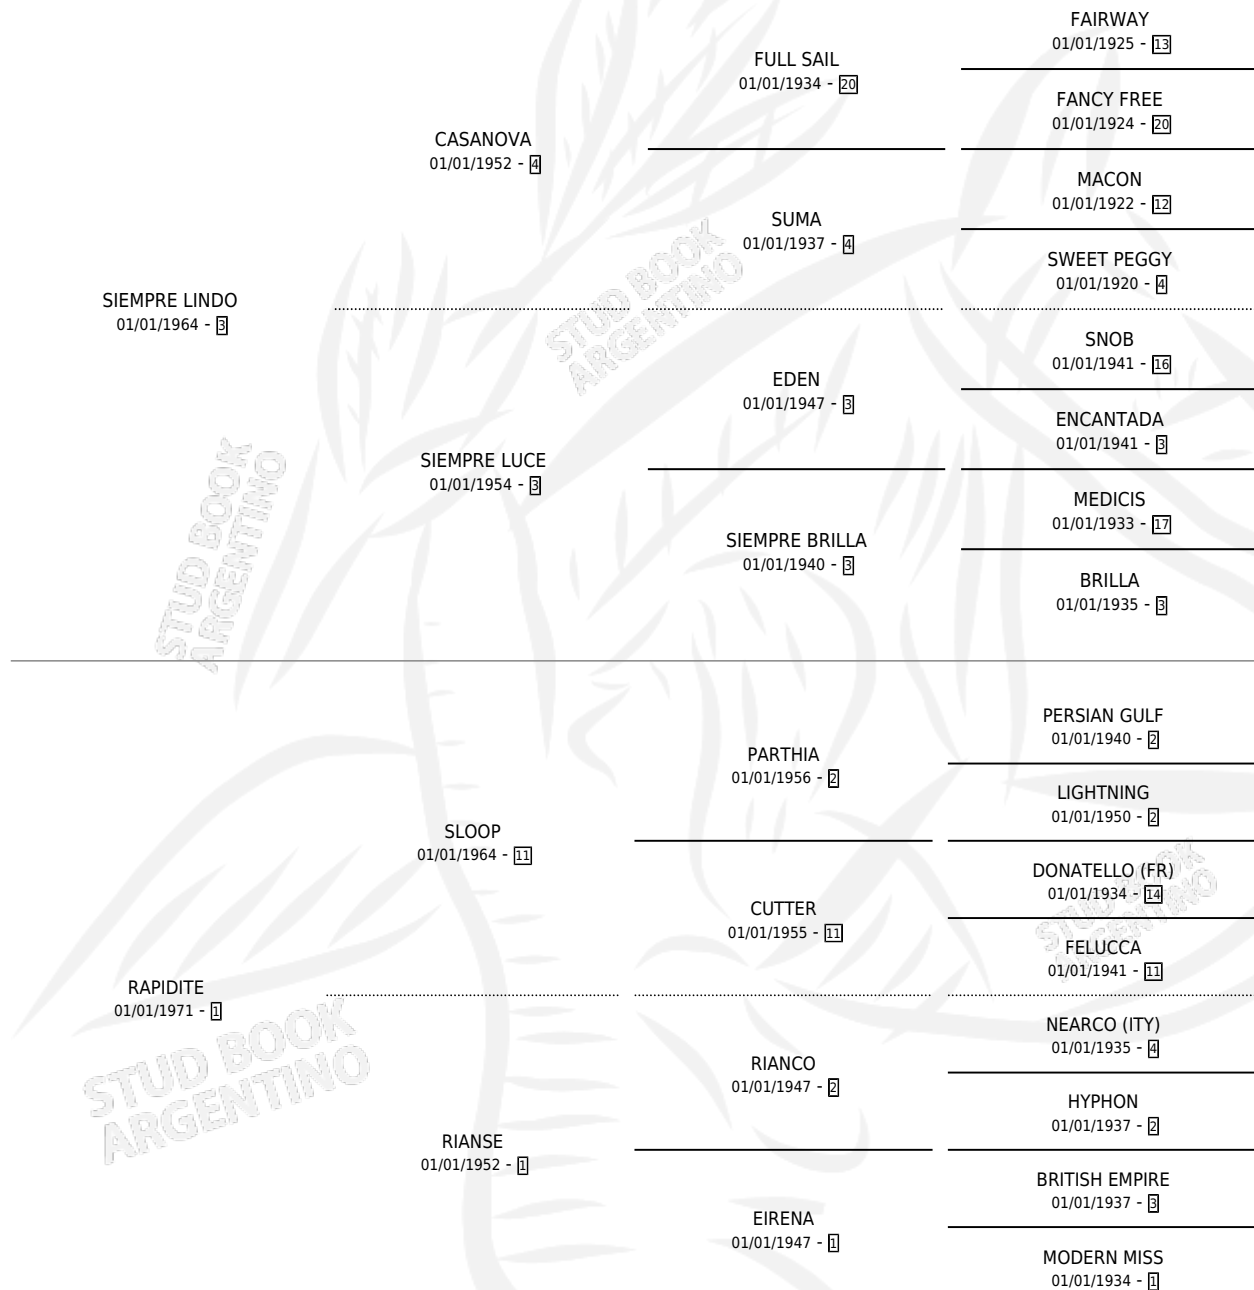 FAIRWAY
01/01/1925 - 13
FULL SAIL
01/01/1934 - 20
FANCY FREE
01/01/1924 - 20
CASANOVA
01/01/1952 - 4
MACON
01/01/1922 - 12
SUMA
01/01/1937 - 4
SWEET PEGGY
01/01/1920 - 4
SIEMPRE LINDO
01/01/1964 - 3
STUD BOOK
ARGENTINO
SNOB
01/01/1941 - 16
EDEN
01/01/1947 - 3
ENCANTADA
01/01/1941 - 3
SIEMPRE LUCE
01/01/1954 - 3
MEDICIS
01/01/1933 - 17
SIEMPRE BRILLA
01/01/1940 - 3
BRILLA
01/01/1935 - 3
STUD BOOK
ARGENTINO
PERSIAN GULF
01/01/1940 - 2
PARTHIA
01/01/1956 - 2
LIGHTNING
01/01/1950 - 2
SLOOP
01/01/1964 - 11
DONATELLO (FR)
01/01/1934 - 14
STUD BOOK
ARGENTINO
CUTTER
01/01/1955 - 11
FELUCCA
01/01/1941 - 11
RAPIDITE
01/01/1971 - 1
STUD BOOK
ARGENTINO
NEARCO (ITY)
01/01/1935 - 4
RIANCO
01/01/1947 - 2
HYPHON
01/01/1937 - 2
RIANSE
01/01/1952 - 1
BRITISH EMPIRE
01/01/1937 - 3
EIRENA
01/01/1947 - 1
MODERN MISS
01/01/1934 - 1